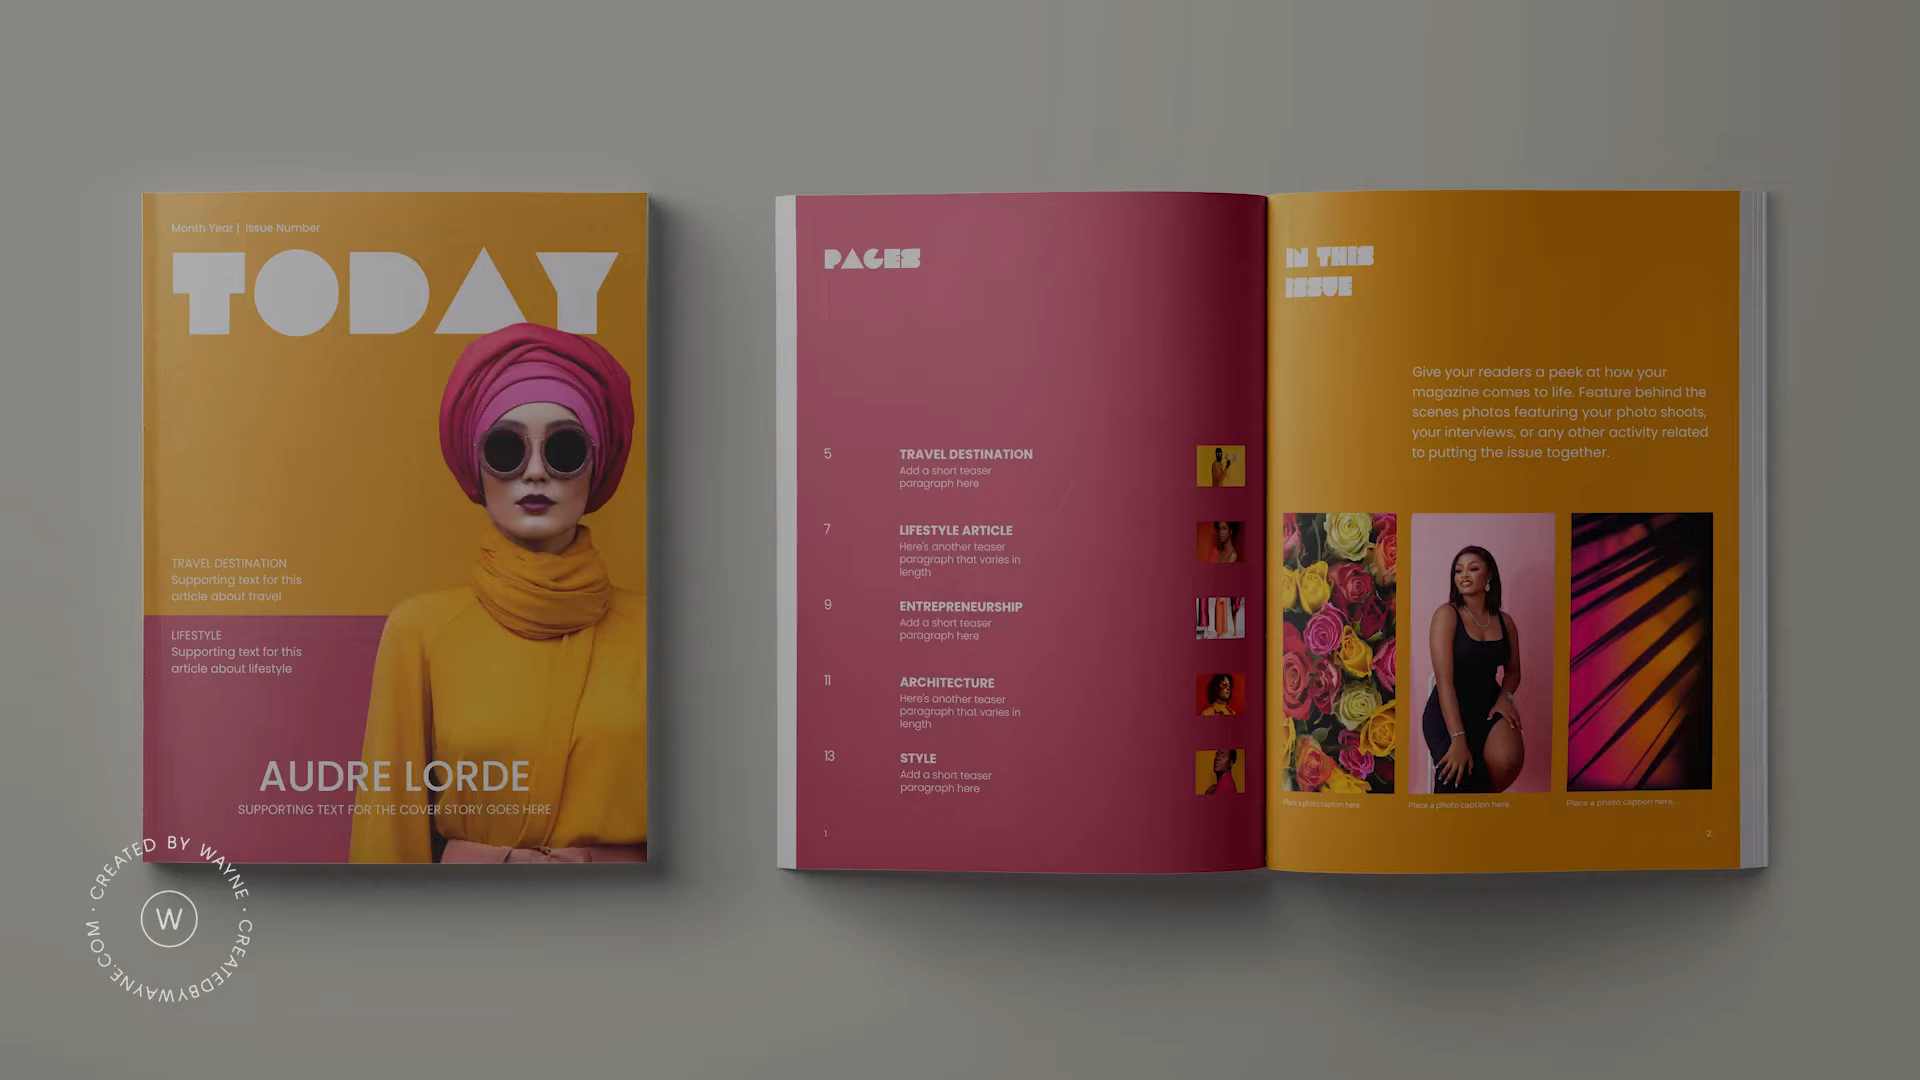 Month Year | Issue Number
TODAY
TRAVEL DESTINATION
Supporting text for this
article about travel
LIFESTYLE
Supporting text for this
article about lifestyle
AUDRE LORDE
SUPPORTING TEXT FOR THE COVER STORY GOES HERE
PAGES
5
TRAVEL DESTINATION
Add a short teaser
paragraph here
7
LIFESTYLE ARTICLE
Here's another teaser
paragraph that varies in
length
9
ENTREPRENEURSHIP
Add a short teaser
paragraph here
11
ARCHITECTURE
Here's another teaser
paragraph that varies in
length
13
STYLE
Add a short teaser
paragraph here
1
IN THIS
ISSUE
Give your readers a peek at how your
magazine comes to life. Feature behind the
scenes photos featuring your photo shoots,
your interviews, or any other activity related
to putting the issue together.
Place a photo caption here
Place a photo caption here.
Place a photo caption here.
2
CREATED BY WAYNE · CREATEDBYWAYNE.COM ·
W